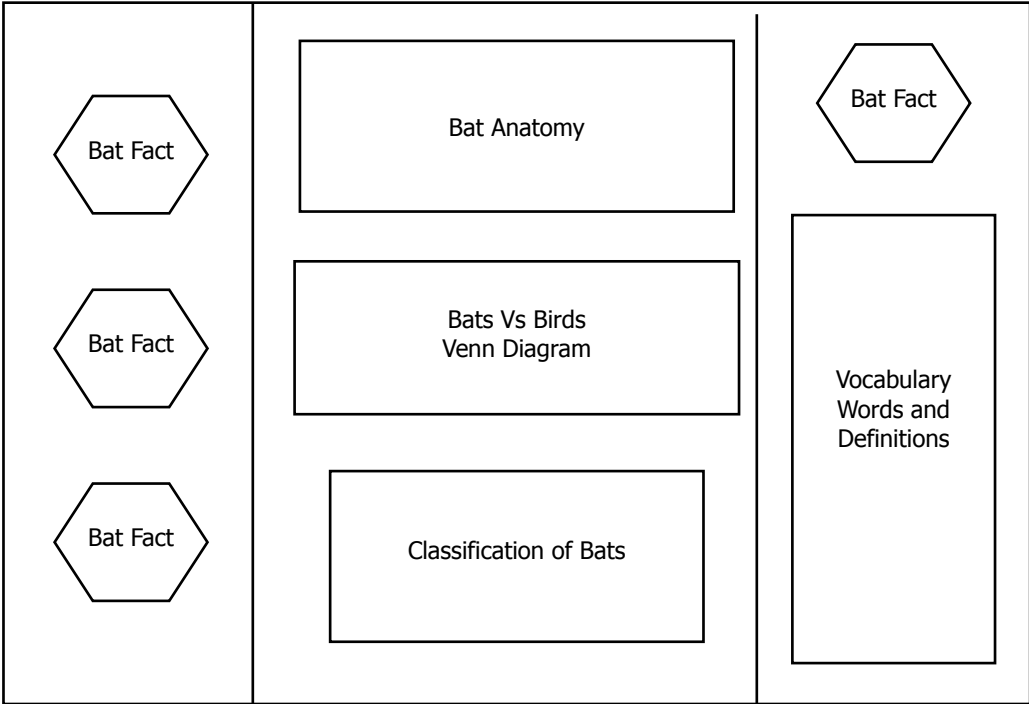 Bat Fact
Bat Fact
Bat Fact
Bat Anatomy
Bats Vs Birds
Venn Diagram
Classification of Bats
Bat Fact
Vocabulary
Words and
Definitions